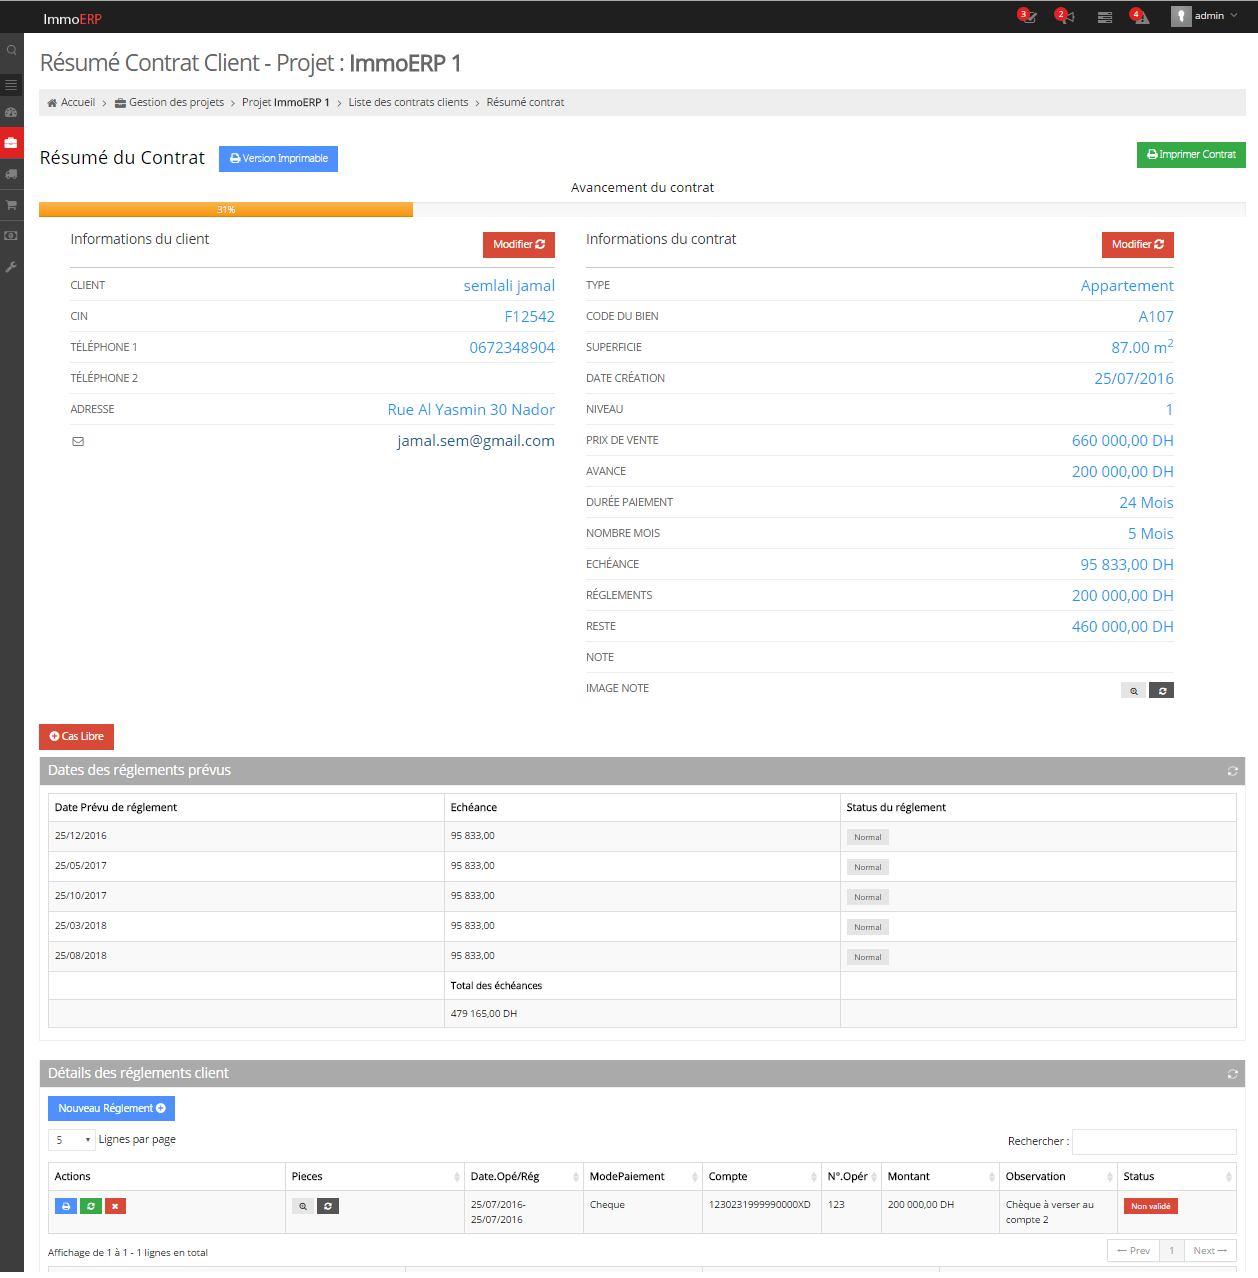 ImmoERP
3
2
4
admin
Résumé Contrat Client - Projet : ImmoERP 1
Accueil > Gestion des projets > Projet ImmoERP 1 > Liste des contrats clients > Résumé contrat
Résumé du Contrat
Version Imprimable
Imprimer Contrat
Avancement du contrat
31%
Informations du client
Modifier
CLIENT semlali jamal
CIN F12542
TÉLÉPHONE 1 0672348904
TÉLÉPHONE 2
ADRESSE Rue Al Yasmin 30 Nador
jamal.sem@gmail.com
Informations du contrat
Modifier
TYPE Appartement
CODE DU BIEN A107
SUPERFICIE 87.00 m²
DATE CRÉATION 25/07/2016
NIVEAU 1
PRIX DE VENTE 660 000,00 DH
AVANCE 200 000,00 DH
DURÉE PAIEMENT 24 Mois
NOMBRE MOIS 5 Mois
ECHÉANCE 95 833,00 DH
RÉGLEMENTS 200 000,00 DH
RESTE 460 000,00 DH
NOTE
IMAGE NOTE
Cas Libre
Dates des réglements prévus
Date Prévu de réglement Echéance Status du réglement
25/12/2016 95 833,00 Normal
25/05/2017 95 833,00 Normal
25/10/2017 95 833,00 Normal
25/03/2018 95 833,00 Normal
25/08/2018 95 833,00 Normal
Total des échéances
479 165,00 DH
Détails des réglements client
Nouveau Réglement
5 Lignes par page
Rechercher :
Actions Pieces Date.Opé/Rég ModePaiement Compte N°.Opér Montant Observation Status
25/07/2016- Cheque 1230231999990000XD 123 200 000,00 DH Chèque à verser au Non validé
25/07/2016 compte 2
Affichage de 1 à 1 - 1 lignes en total
← Prev 1 Next →